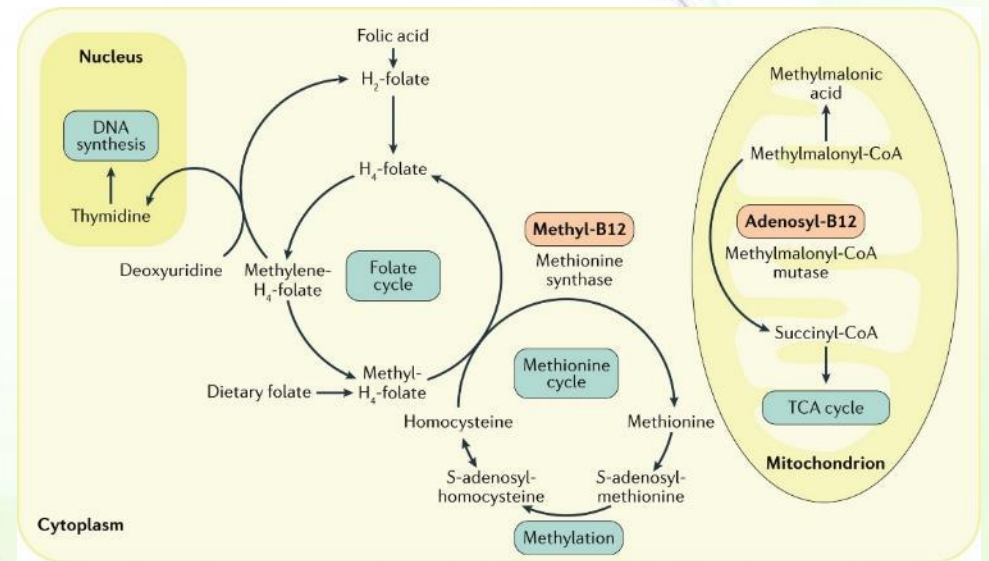 Nucleus
DNA
synthesis
Thymidine
Deoxyuridine
Folic acid
H2-folate
H4-folate
Methylene-
H4-folate
Folate
cycle
Dietary folate
Methyl-
H4-folate
Methyl-B12
Methionine
synthase
Methionine
cycle
Homocysteine
Methionine
S-adenosyl-
homocysteine
S-adenosyl-
methionine
Methylation
Cytoplasm
Methylmalonic
acid
Methylmalonyl-CoA
Adenosyl-B12
Methylmalonyl-CoA
mutase
Succinyl-CoA
TCA cycle
Mitochondrion